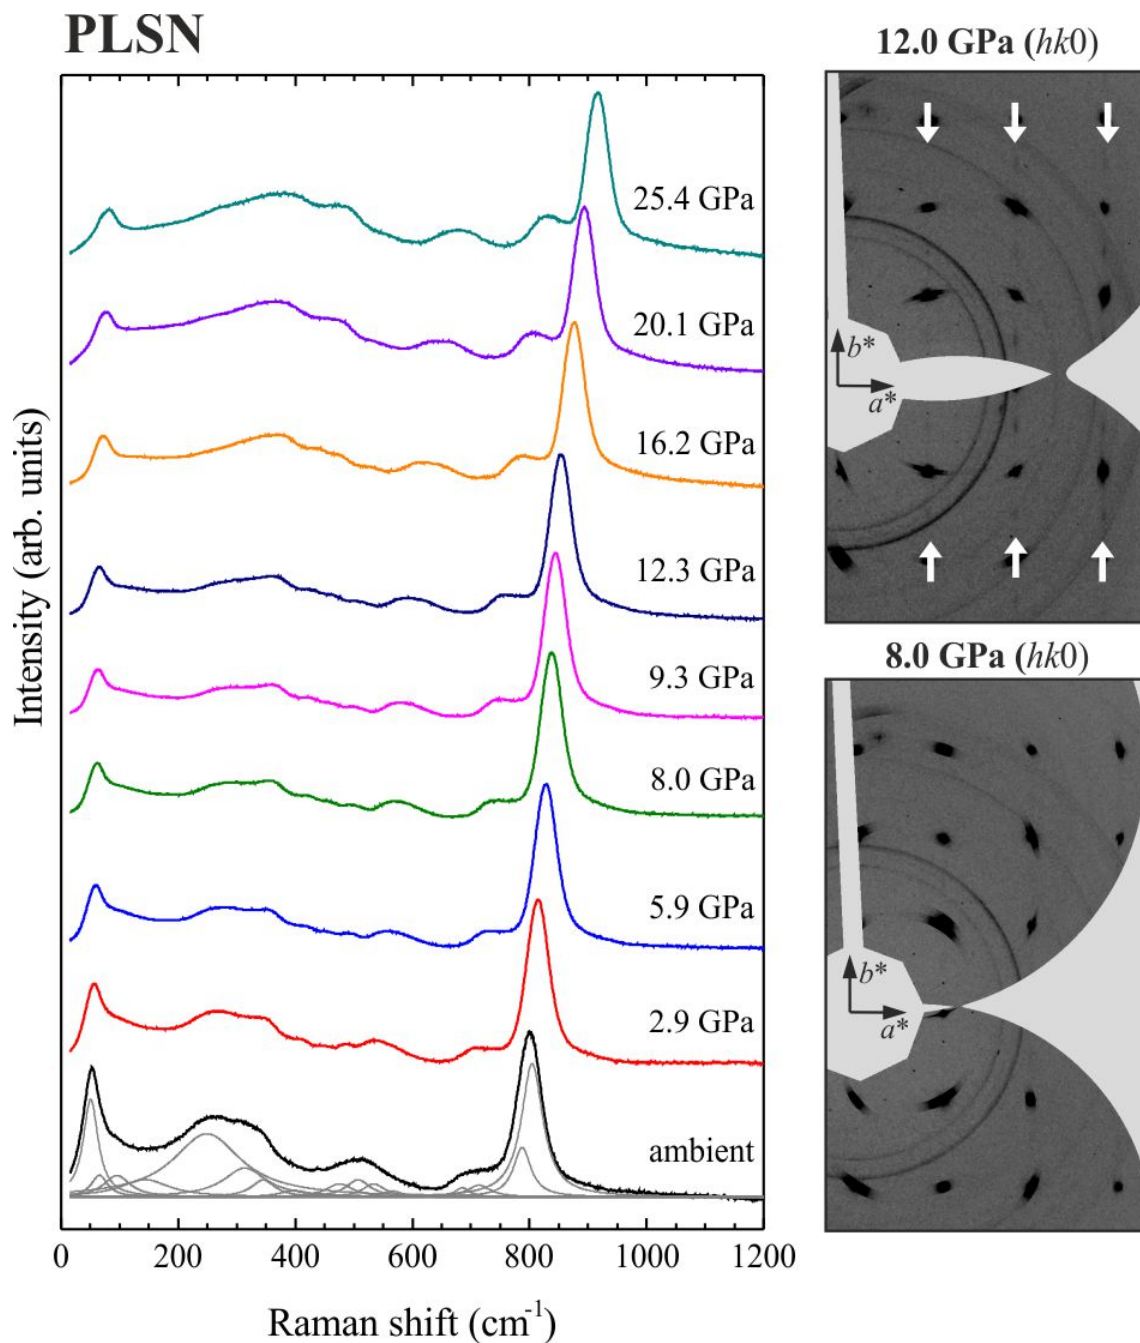 PLSN
Intensity (arb. units)
25.4 GPa
20.1 GPa
16.2 GPa
12.3 GPa
9.3 GPa
8.0 GPa
5.9 GPa
2.9 GPa
ambient
0 200 400 600 800 1000 1200
Raman shift (cm⁻¹)
12.0 GPa (hk0)
b*
a*
8.0 GPa (hk0)
b*
a*